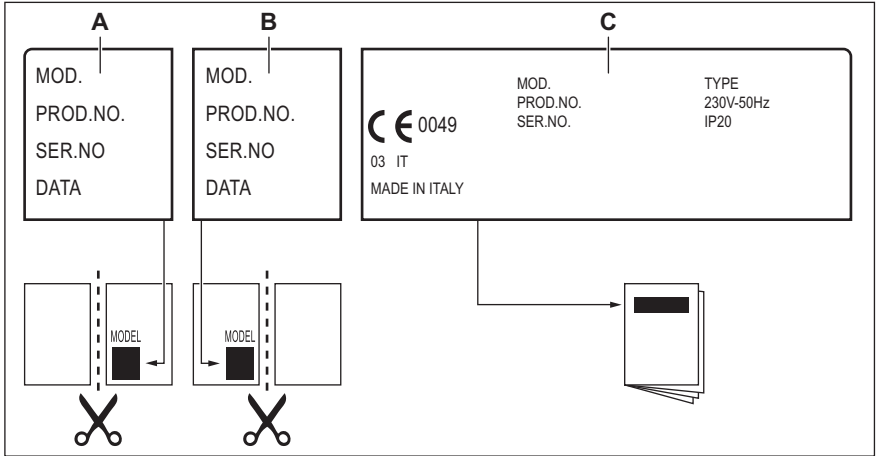 A
B
C
MOD.
PROD.NO.
SER.NO
DATA
MOD.
PROD.NO.
SER.NO
DATA
MOD. TYPE
PROD.NO. 230V-50Hz
SER.NO. IP20
CE 0049
03 IT
MADE IN ITALY
MODEL
MODEL